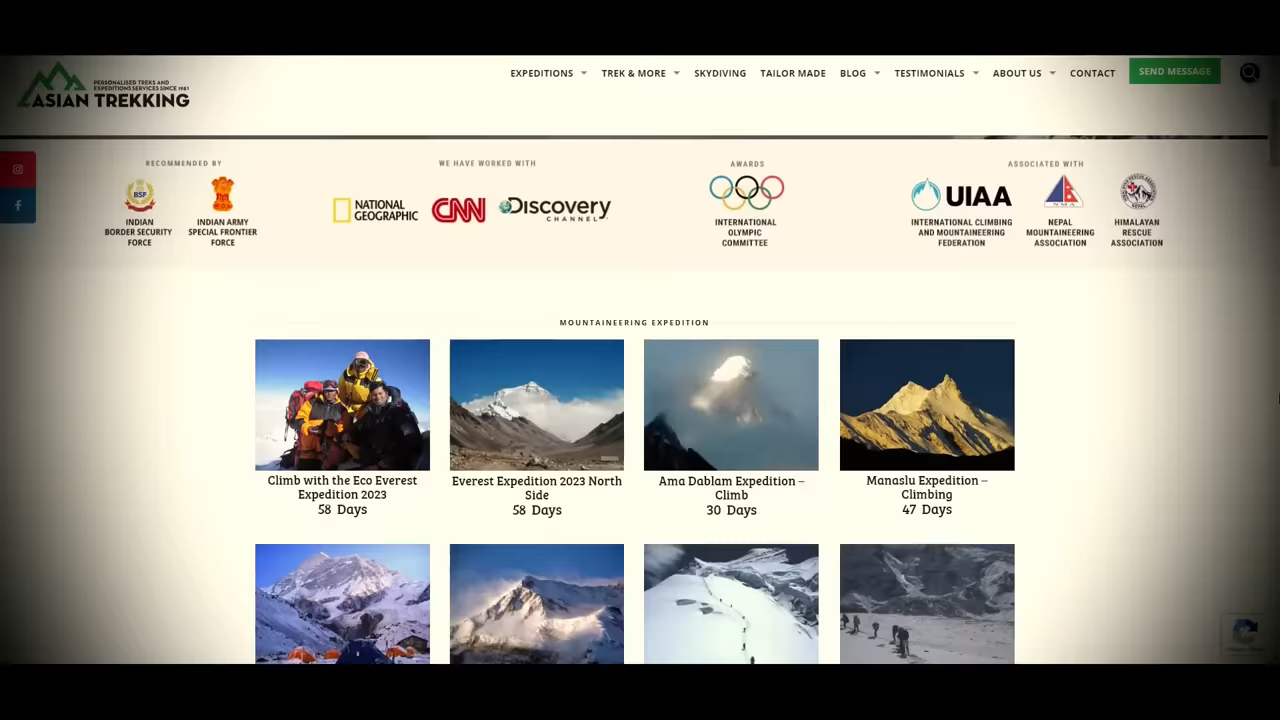 PERSONALISED TREKS AND
EXPEDITIONS SERVICES SINCE 1981
ASIAN TREKKING
EXPEDITIONS
TREK & MORE
SKYDIVING
TAILOR MADE
BLOG
TESTIMONIALS
ABOUT US
CONTACT
SEND MESSAGE
RECOMMENDED BY
BSF
INDIAN
BORDER SECURITY
FORCE
INDIAN ARMY
SPECIAL FRONTIER
FORCE
WE HAVE WORKED WITH
NATIONAL
GEOGRAPHIC
CNN
Discovery
CHANNEL
AWARDS
INTERNATIONAL
OLYMPIC
COMMITTEE
ASSOCIATED WITH
UIAA
INTERNATIONAL CLIMBING
AND MOUNTAINEERING
FEDERATION
NMA
NEPAL
MOUNTAINEERING
ASSOCIATION
HIMALAYAN
RESCUE
ASSOCIATION
MOUNTAINEERING EXPEDITION
Climb with the Eco Everest
Expedition 2023
58 Days
Everest Expedition 2023 North
Side
58 Days
Ama Dablam Expedition –
Climb
30 Days
Manaslu Expedition –
Climbing
47 Days